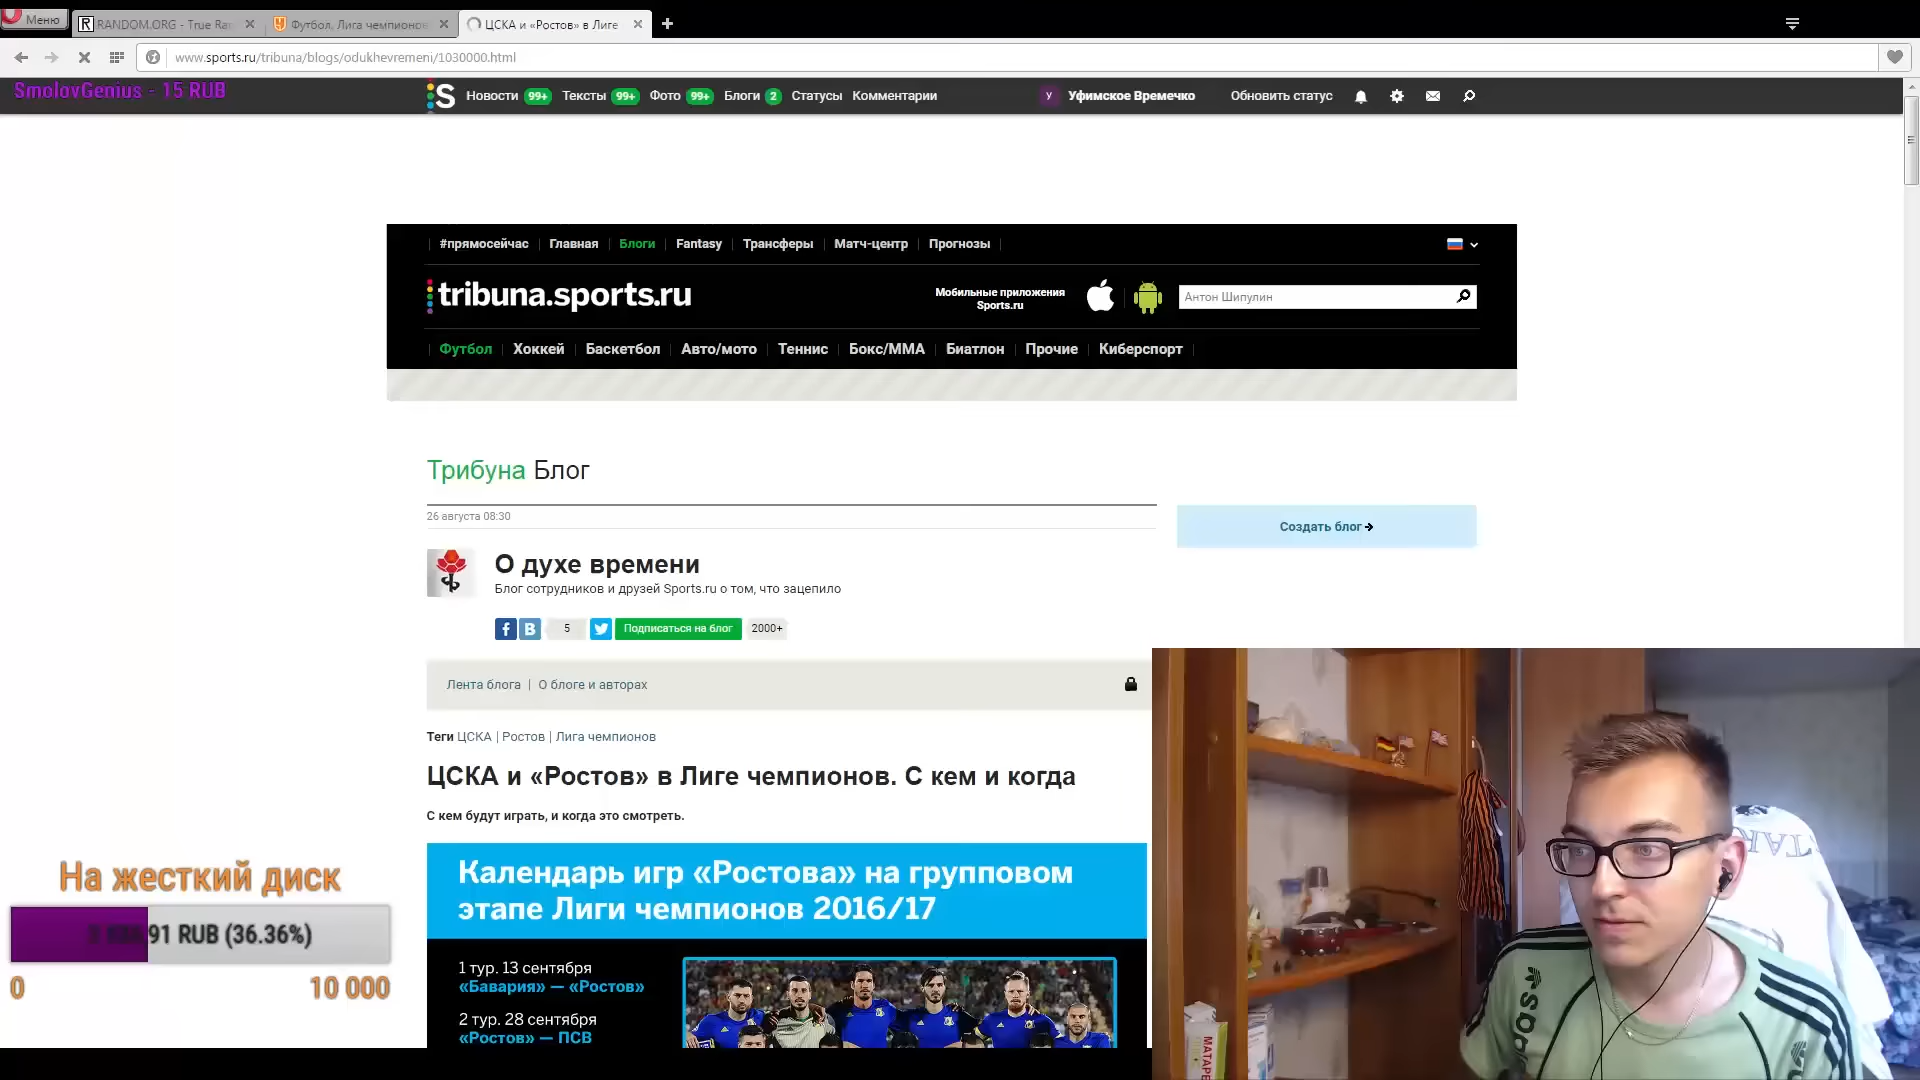 Меню
RANDOM.ORG - True Ra
Футбол, Лига чемпионов
ЦСКА и «Ростов» в Лиге
www.sports.ru/tribuna/blogs/odukhevremeni/1030000.html
SmolovGenius - 15 RUB
S Новости 99+ Тексты 99+ Фото 99+ Блоги 2 Статусы Комментарии
У Уфимское Времечко Обновить статус
#прямосейчас Главная Блоги Fantasy Трансферы Матч-центр Прогнозы
tribuna.sports.ru
Мобильные приложения
Sports.ru
Антон Шипулин
Футбол Хоккей Баскетбол Авто/мото Теннис Бокс/ММА Биатлон Прочие Киберспорт
Трибуна Блог
26 августа 08:30
Создать блог
О духе времени
Блог сотрудников и друзей Sports.ru о том, что зацепило
f В 5 Подписаться на блог 2000+
Лента блога | О блоге и авторах
Теги ЦСКА | Ростов | Лига чемпионов
ЦСКА и «Ростов» в Лиге чемпионов. С кем и когда
С кем будут играть, и когда это смотреть.
Календарь игр «Ростова» на групповом
этапе Лиги чемпионов 2016/17
1 тур. 13 сентября
«Бавария» — «Ростов»
2 тур. 28 сентября
«Ростов» — ПСВ
На жесткий диск
91 RUB (36.36%)
0
10 000
adidas